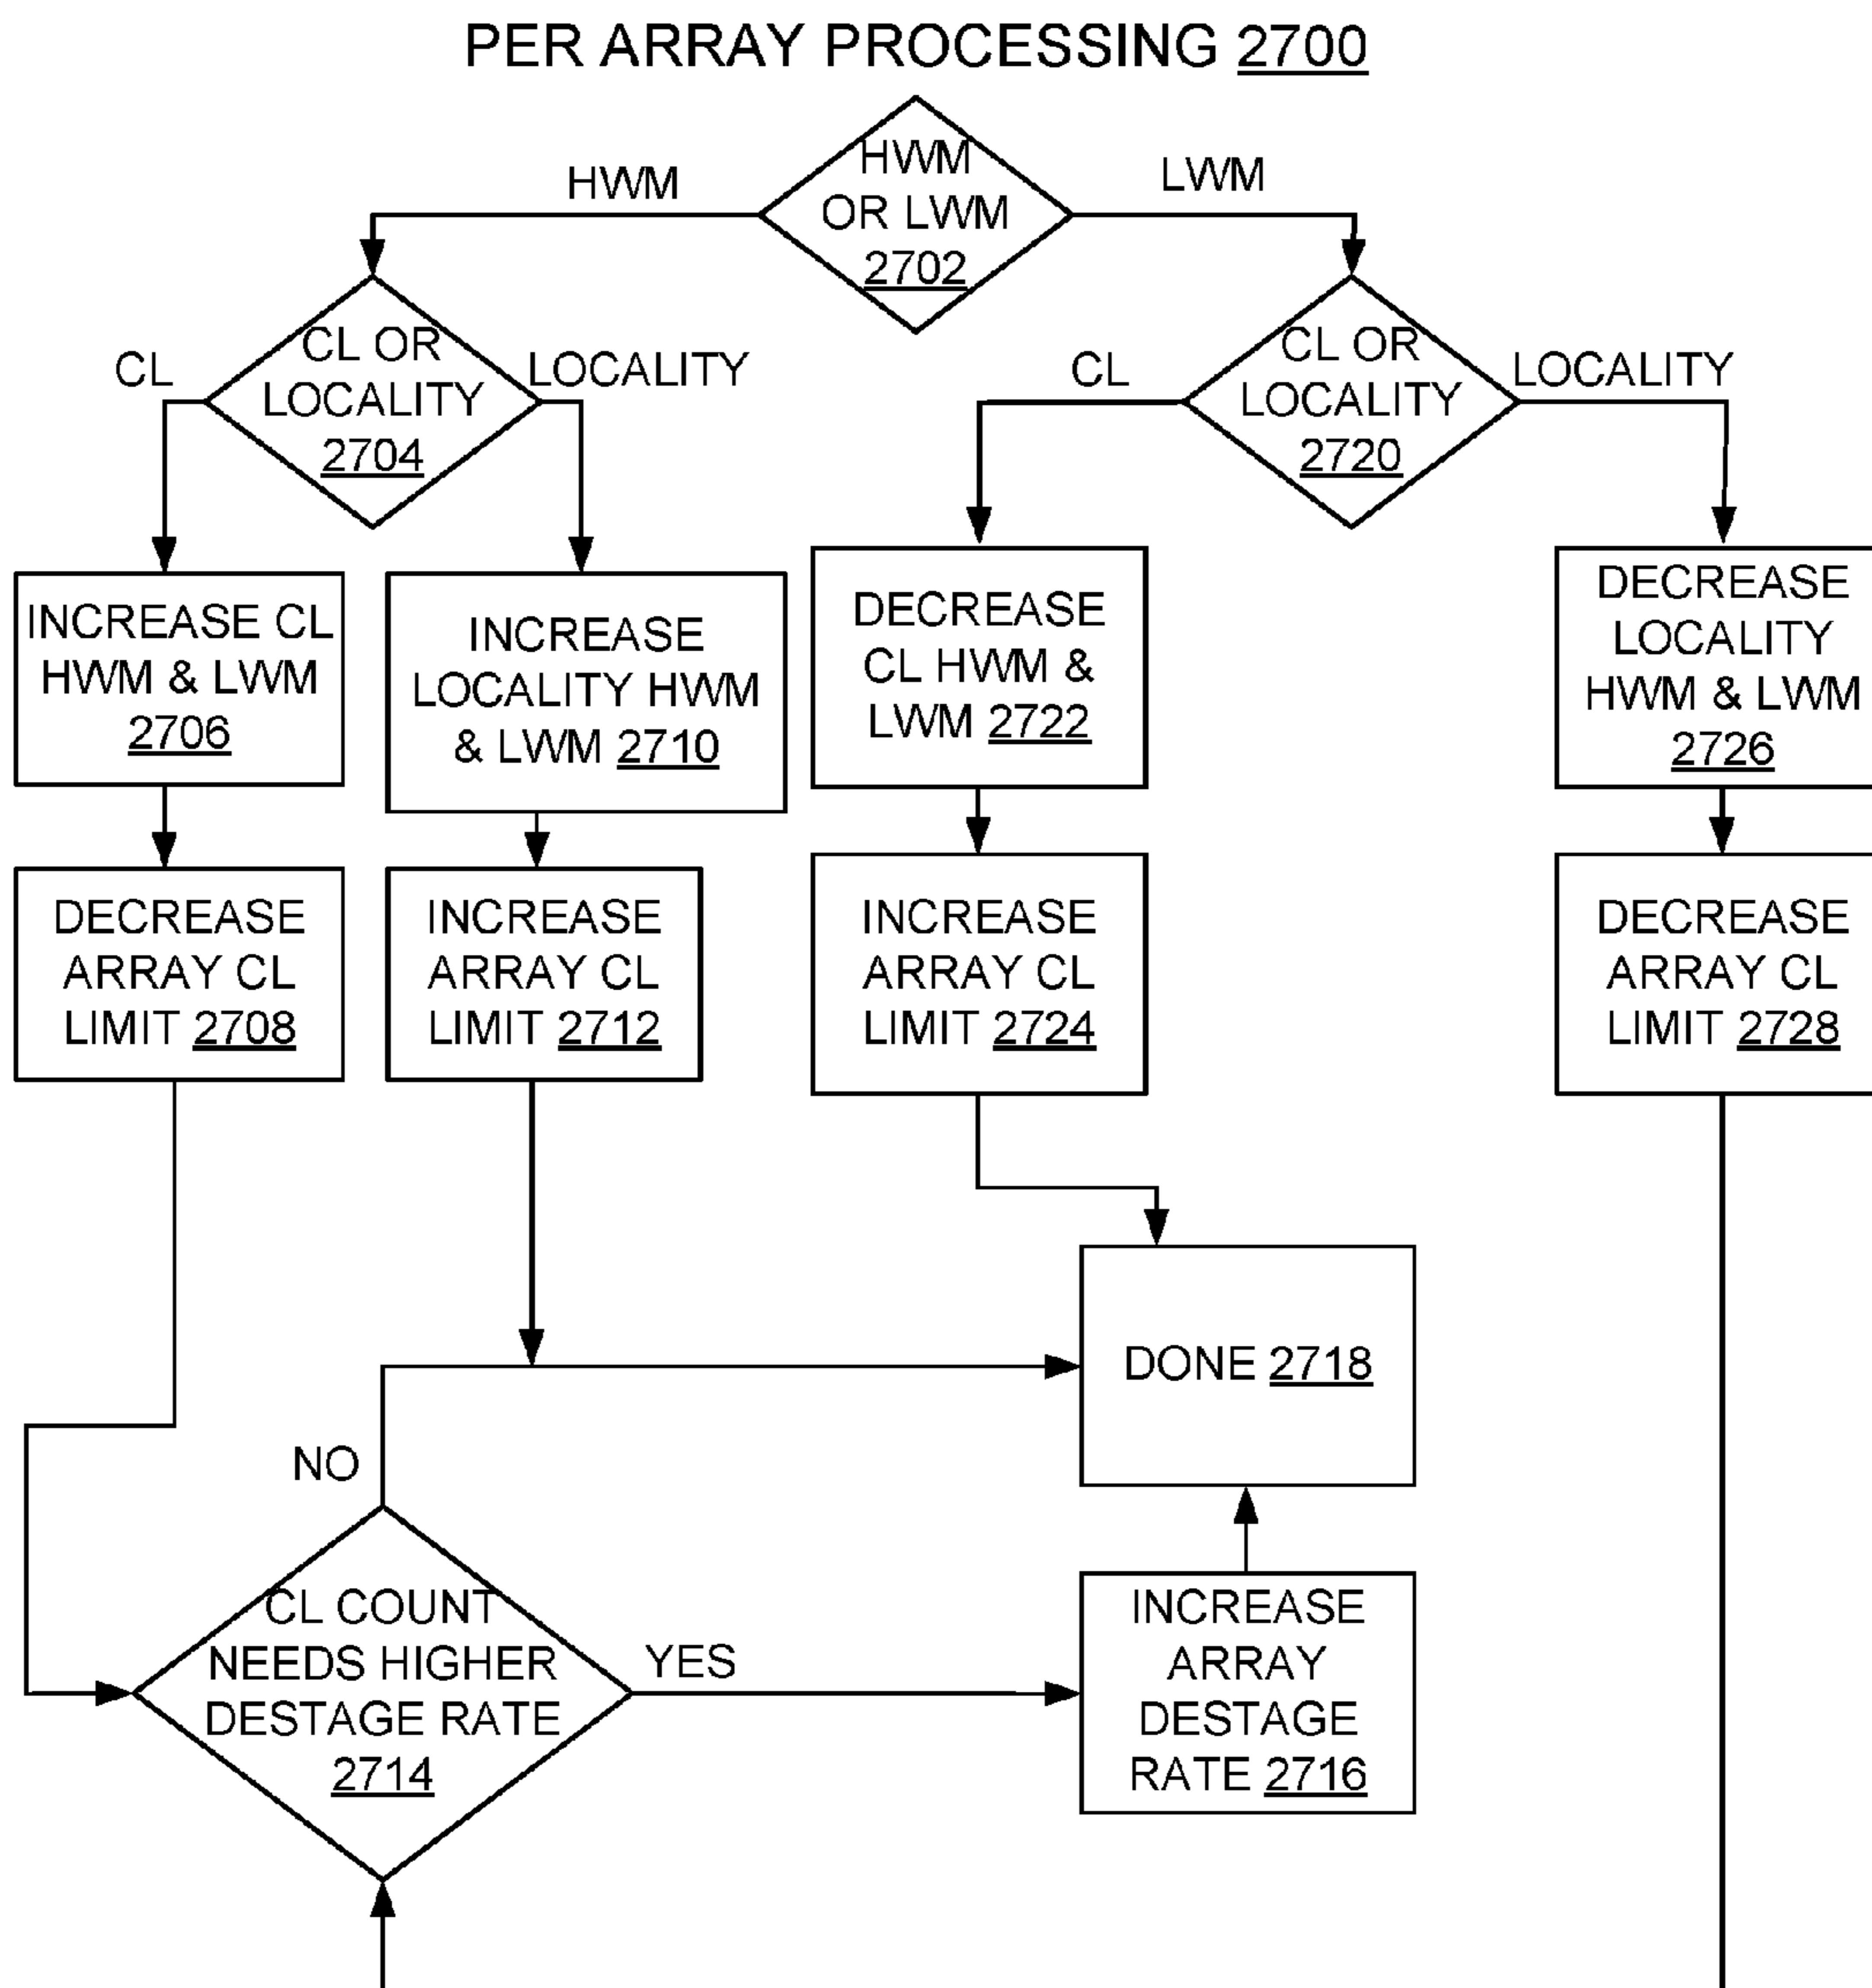 PER ARRAY PROCESSING 2700
HWM
OR LWM
2702
HWM
LWM
CL OR
LOCALITY
2704
CL
LOCALITY
CL OR
LOCALITY
2720
CL
LOCALITY
INCREASE CL
HWM & LWM
2706
INCREASE
LOCALITY HWM
& LWM 2710
DECREASE
CL HWM &
LWM 2722
DECREASE
LOCALITY
HWM & LWM
2726
DECREASE
ARRAY CL
LIMIT 2708
INCREASE
ARRAY CL
LIMIT 2712
INCREASE
ARRAY CL
LIMIT 2724
DECREASE
ARRAY CL
LIMIT 2728
DONE 2718
NO
CL COUNT
NEEDS HIGHER
DESTAGE RATE
2714
YES
INCREASE
ARRAY
DESTAGE
RATE 2716